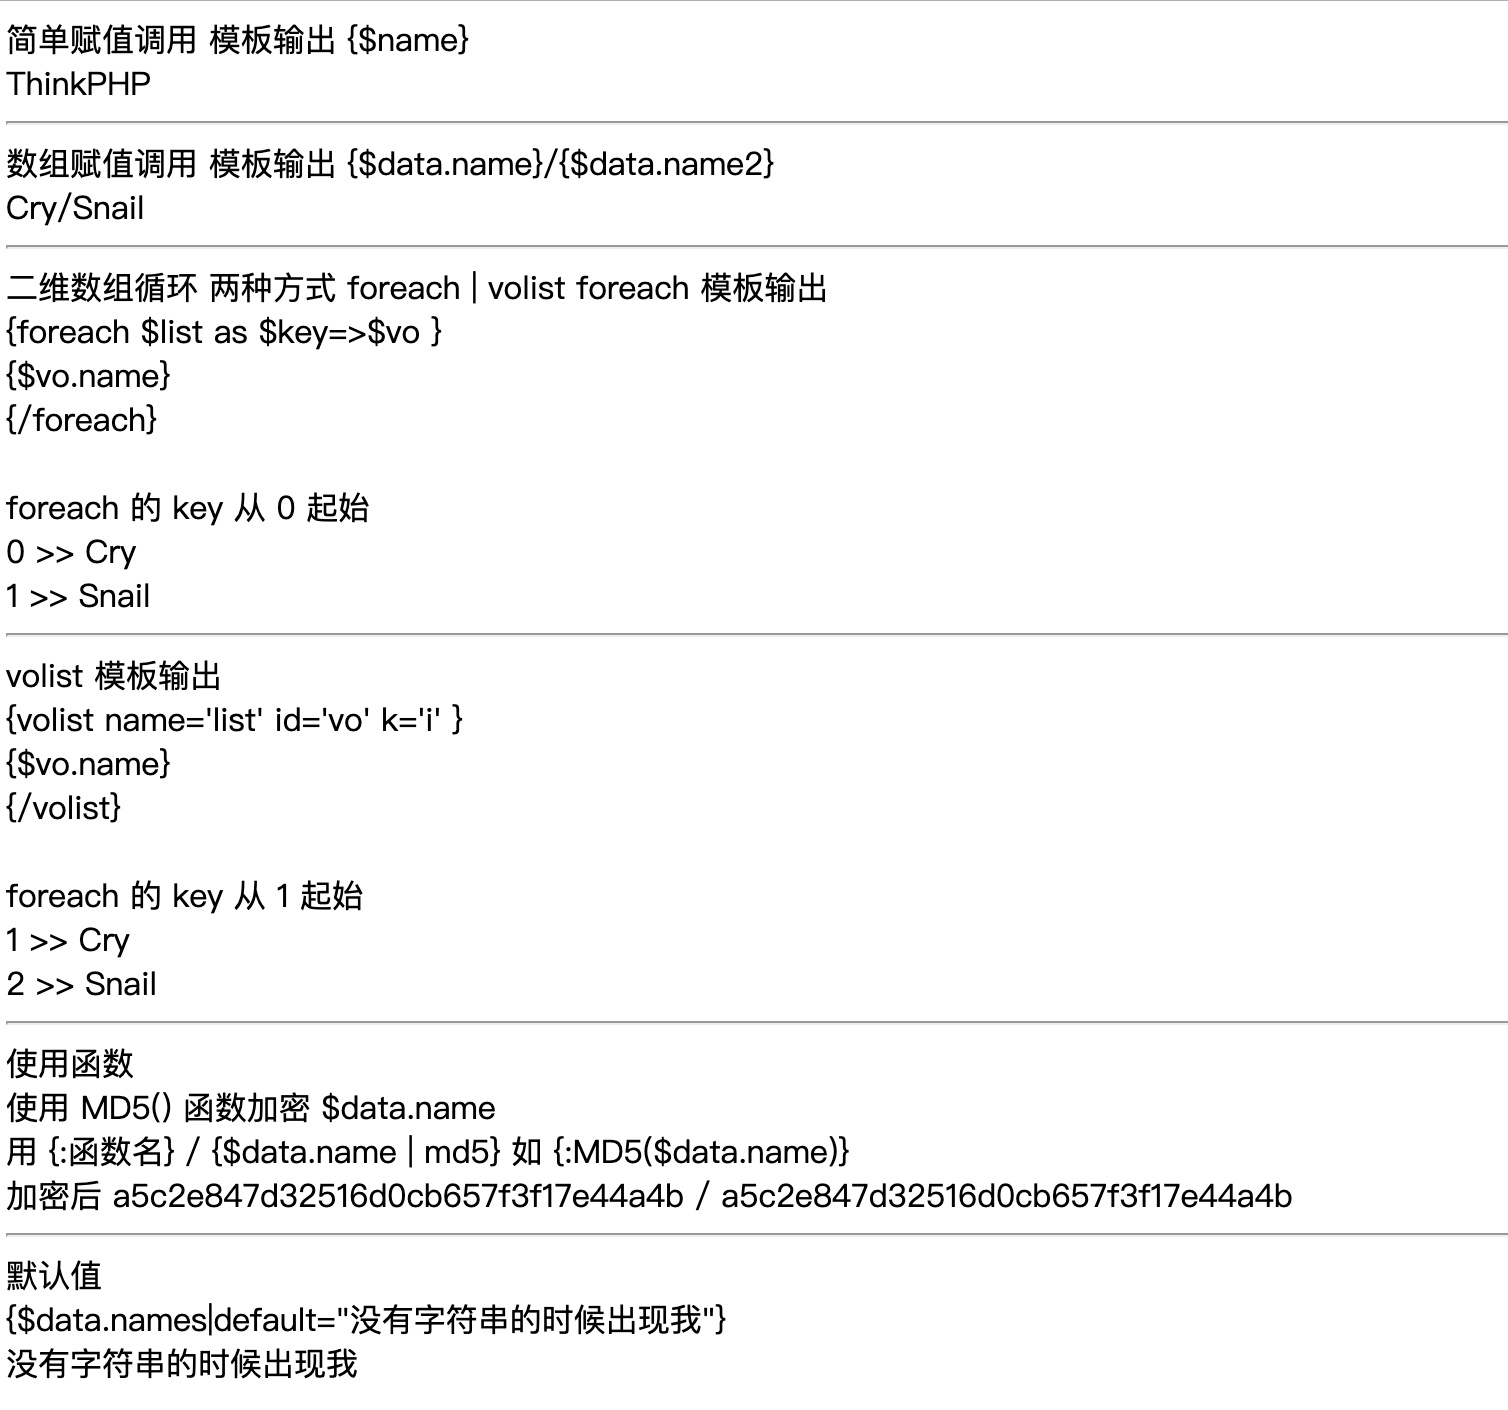 简单赋值调用 模板输出 {$name}
ThinkPHP
数组赋值调用 模板输出 {$data.name}/{$data.name2}
Cry/Snail
二维数组循环 两种方式 foreach | volist foreach 模板输出
{foreach $list as $key=>$vo }
{$vo.name}
{/foreach}
foreach 的 key 从 0 起始
0 >> Cry
1 >> Snail
volist 模板输出
{volist name='list' id='vo' k='i' }
{$vo.name}
{/volist}
foreach 的 key 从 1 起始
1 >> Cry
2 >> Snail
使用函数
使用 MD5() 函数加密 $data.name
用 {:函数名} / {$data.name | md5} 如 {:MD5($data.name)}
加密后 a5c2e847d32516d0cb657f3f17e44a4b / a5c2e847d32516d0cb657f3f17e44a4b
默认值
{$data.names|default="没有字符串的时候出现我"}
没有字符串的时候出现我